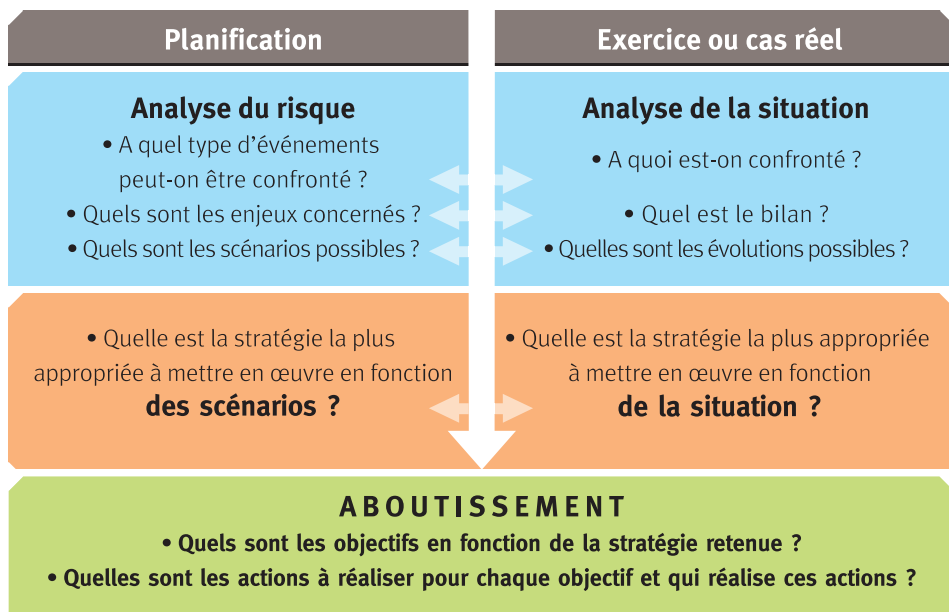 Planification
Analyse du risque
• A quel type d'événements
peut-on être confronté ?
• Quels sont les enjeux concernés ?
• Quels sont les scénarios possibles ?
Exercice ou cas réel
Analyse de la situation
• A quoi est-on confronté ?
• Quel est le bilan ?
• Quelles sont les évolutions possibles ?
• Quelle est la stratégie la plus
appropriée à mettre en œuvre en fonction
des scénarios ?
• Quelle est la stratégie la plus appropriée
à mettre en œuvre en fonction
de la situation ?
ABOUTISSEMENT
• Quels sont les objectifs en fonction de la stratégie retenue ?
• Quelles sont les actions à réaliser pour chaque objectif et qui réalise ces actions ?